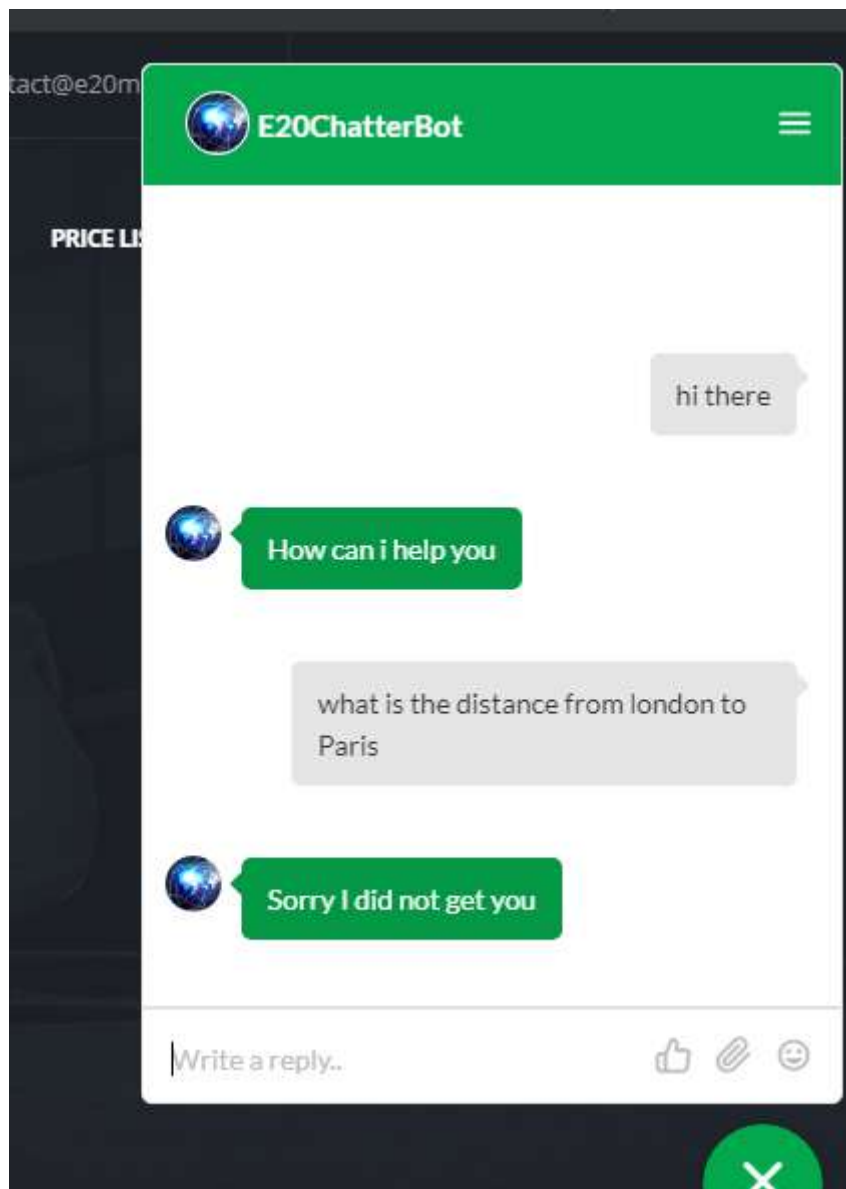 tact@e20m
E20ChatterBot
PRICE LIS
hi there
How can i help you
what is the distance from london to
Paris
Sorry I did not get you
Write a reply..